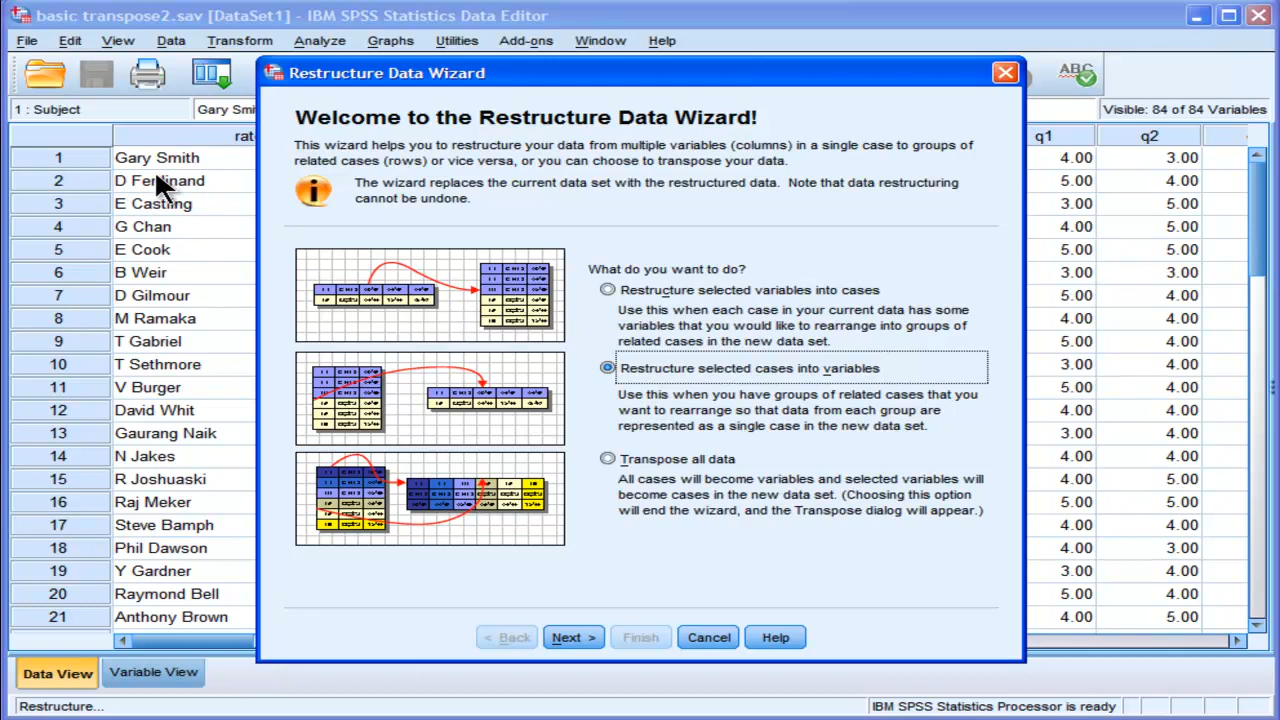 basic transpose2.sav [DataSet1] - IBM SPSS Statistics Data Editor
File Edit View Data Transform Analyze Graphs Utilities Add-ons Window Help
ABC
1 : Subject Gary Smi Visible: 84 of 84 Variables
rate q1 q2
1 Gary Smith 4.00 3.00
2 D Ferdinand 5.00 4.00
3 E Castling 3.00 5.00
4 G Chan 4.00 5.00
5 E Cook 5.00 5.00
6 B Weir 3.00 3.00
7 D Gilmour 5.00 4.00
8 M Ramaka 4.00 4.00
9 T Gabriel 4.00 5.00
10 T Sethmore 3.00 4.00
11 V Burger 5.00 4.00
12 David Whit 4.00 4.00
13 Gaurang Naik 3.00 4.00
14 N Jakes 4.00 4.00
15 R Joshuaski 5.00 4.00
16 Raj Meker 5.00 5.00
17 Steve Bamph 4.00 4.00
18 Phil Dawson 4.00 3.00
19 Y Gardner 3.00 4.00
20 Raymond Bell 5.00 4.00
21 Anthony Brown 4.00 5.00
Restructure Data Wizard
Welcome to the Restructure Data Wizard!
This wizard helps you to restructure your data from multiple variables (columns) in a single case to groups of
related cases (rows) or vice versa, or you can choose to transpose your data.
The wizard replaces the current data set with the restructured data. Note that data restructuring
cannot be undone.
What do you want to do?
Restructure selected variables into cases
Use this when each case in your current data has some
variables that you would like to rearrange into groups of
related cases in the new data set.
Restructure selected cases into variables
Use this when you have groups of related cases that you
want to rearrange so that data from each group are
represented as a single case in the new data set.
Transpose all data
All cases will become variables and selected variables will
become cases in the new data set. (Choosing this option
will end the wizard, and the Transpose dialog will appear.)
< Back Next > Finish Cancel Help
Data View Variable View
Restructure... IBM SPSS Statistics Processor is ready